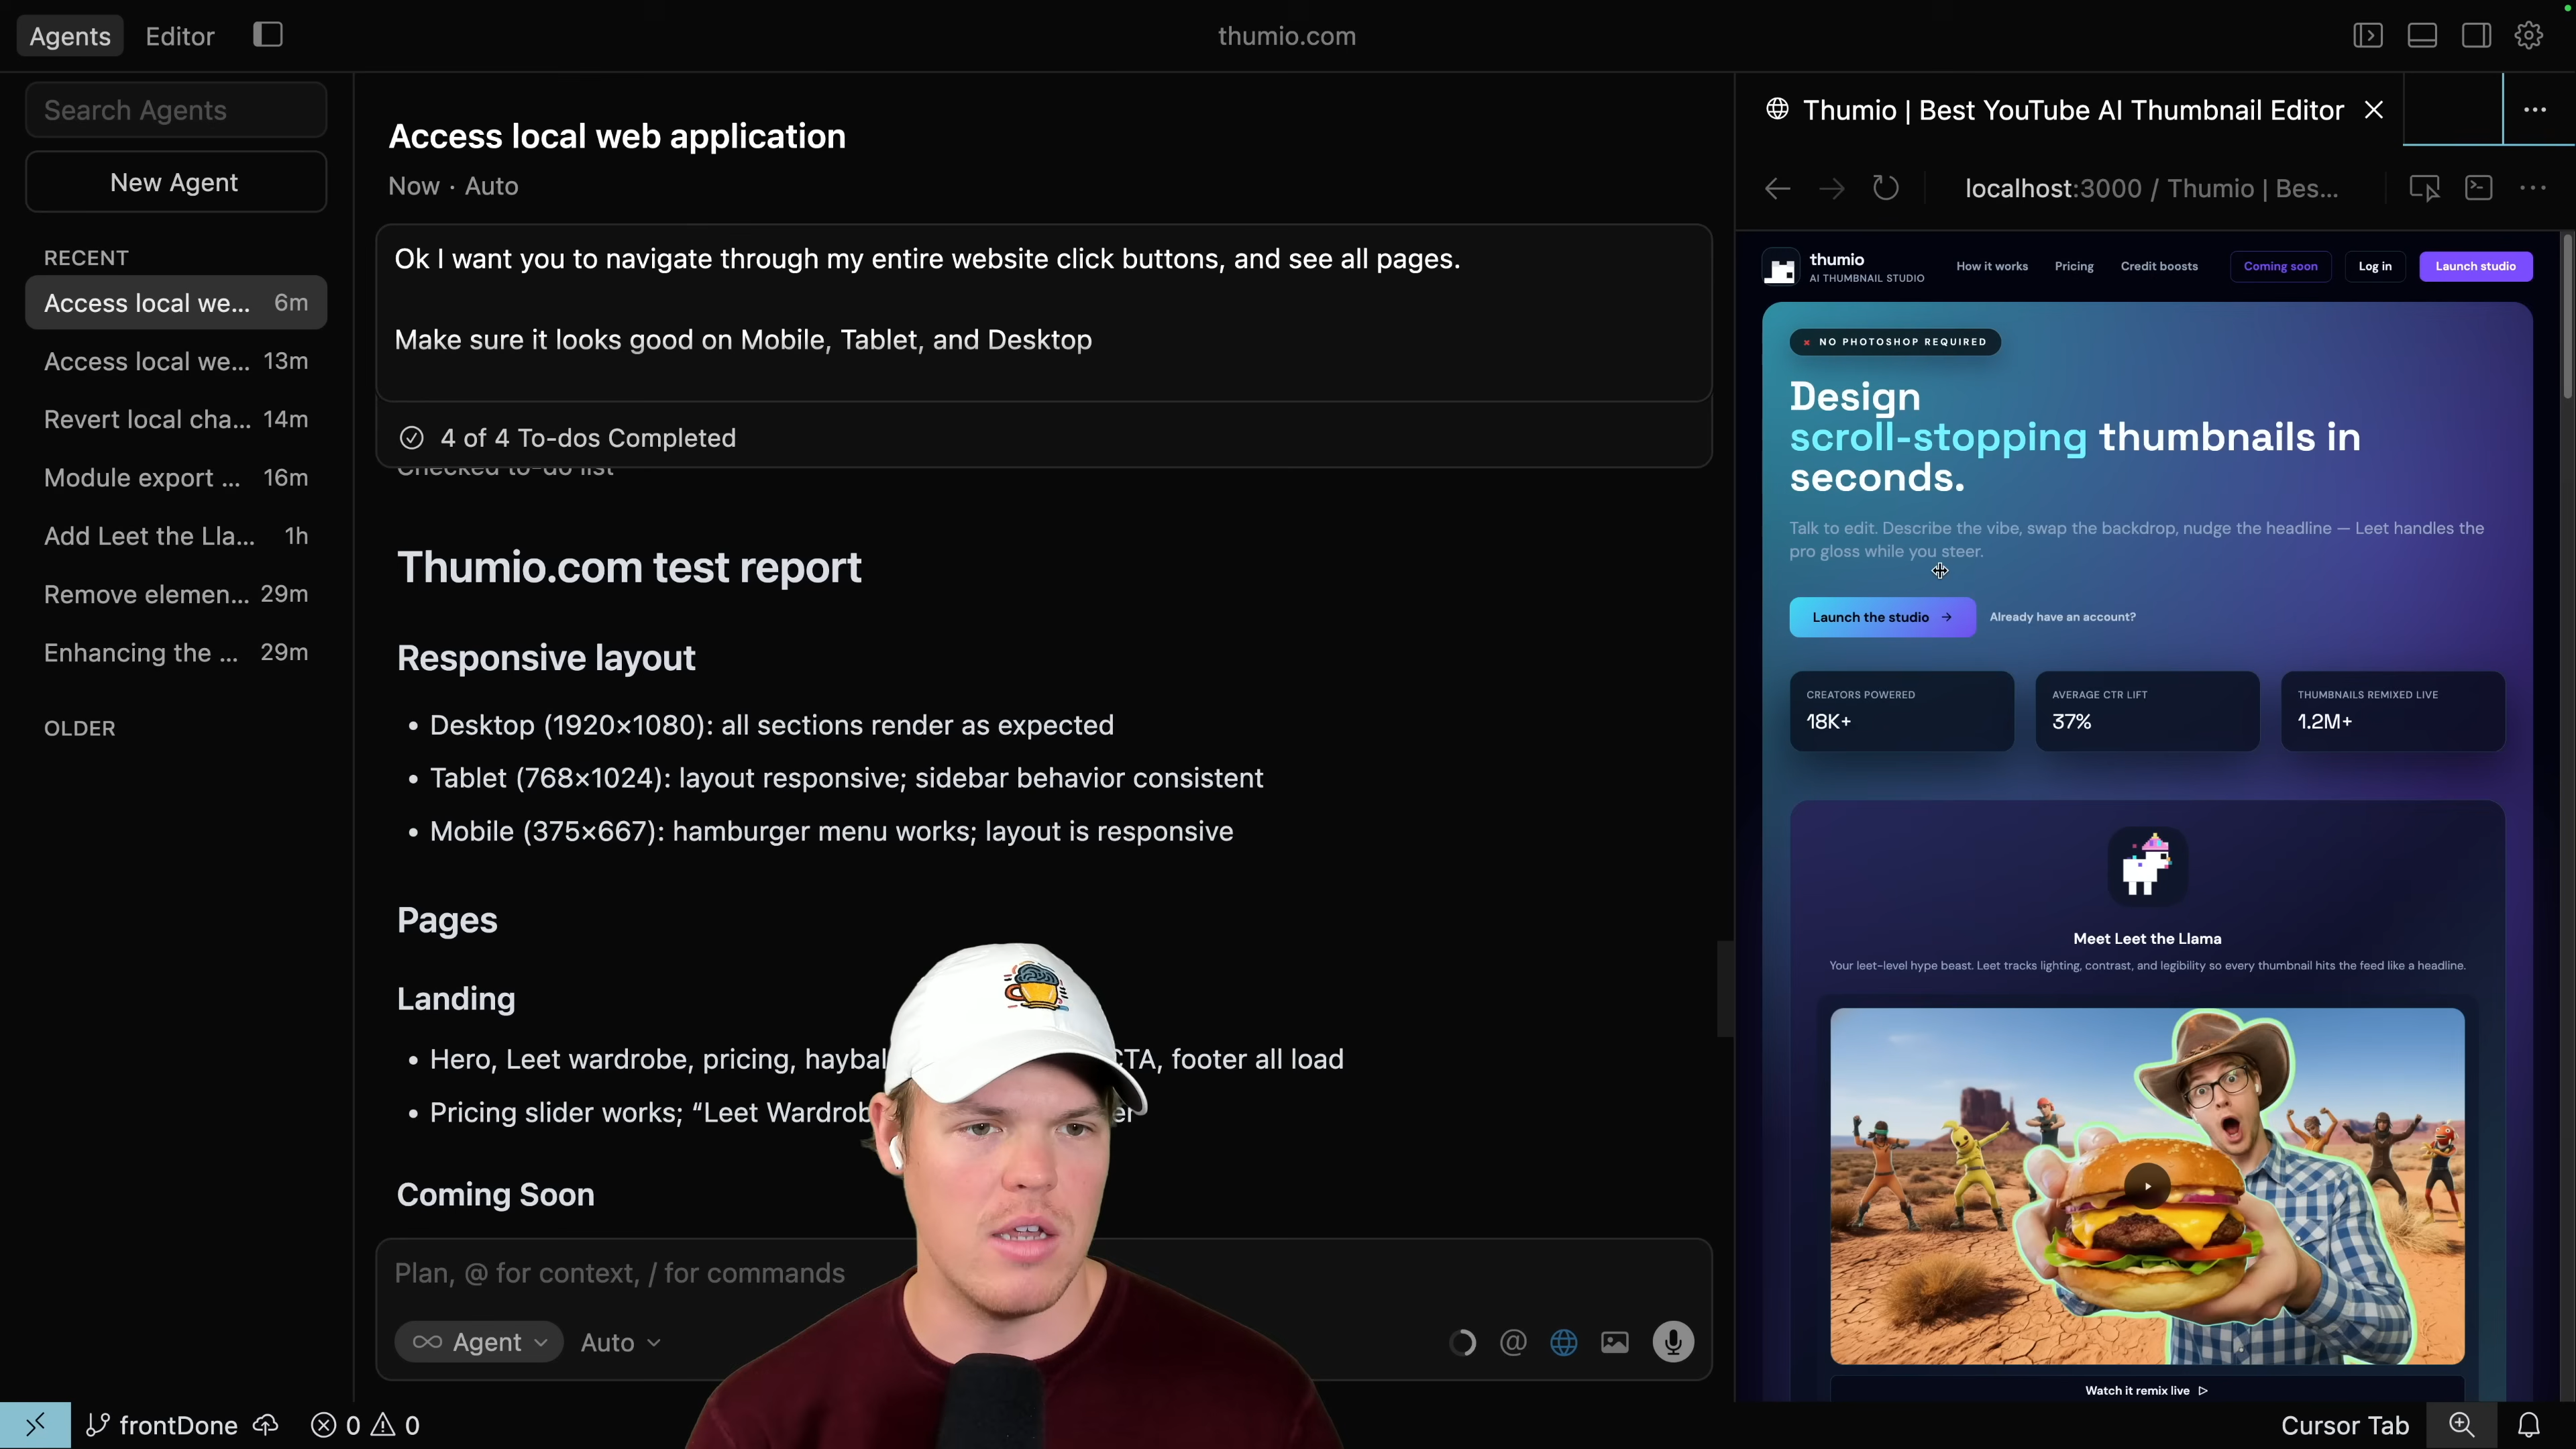 Agents
Editor
thumio.com
Search Agents
New Agent
RECENT
Access local we... 6m
Access local we... 13m
Revert local cha... 14m
Module export ... 16m
Add Leet the Lla... 1h
Remove elemen... 29m
Enhancing the ... 29m
OLDER
Access local web application
Now · Auto
Ok I want you to navigate through my entire website click buttons, and see all pages.
Make sure it looks good on Mobile, Tablet, and Desktop
4 of 4 To-dos Completed
Checked to-do list
Thumio.com test report
Responsive layout
• Desktop (1920×1080): all sections render as expected
• Tablet (768×1024): layout responsive; sidebar behavior consistent
• Mobile (375×667): hamburger menu works; layout is responsive
Pages
Landing
• Hero, Leet wardrobe, pricing, CTA, footer all load
• Pricing slider works; “Leet
Coming Soon
Plan, @ for context, / for commands
Agent
Auto
Thumio | Best YouTube AI Thumbnail Editor
localhost:3000 / Thumio | Bes...
thumio
AI THUMBNAIL STUDIO
How it works
Pricing
Credit boosts
Coming soon
Log in
Launch studio
× NO PHOTOSHOP REQUIRED
Design
scroll-stopping thumbnails in
seconds.
Talk to edit. Describe the vibe, swap the backdrop, nudge the headline — Leet handles the
pro gloss while you steer.
Launch the studio →
Already have an account?
CREATORS POWERED
18K+
AVERAGE CTR LIFT
37%
THUMBNAILS REMIXED LIVE
1.2M+
Meet Leet the Llama
Your leet-level hype beast. Leet tracks lighting, contrast, and legibility so every thumbnail hits the feed like a headline.
Watch it remix live
frontDone
0
0
Cursor Tab